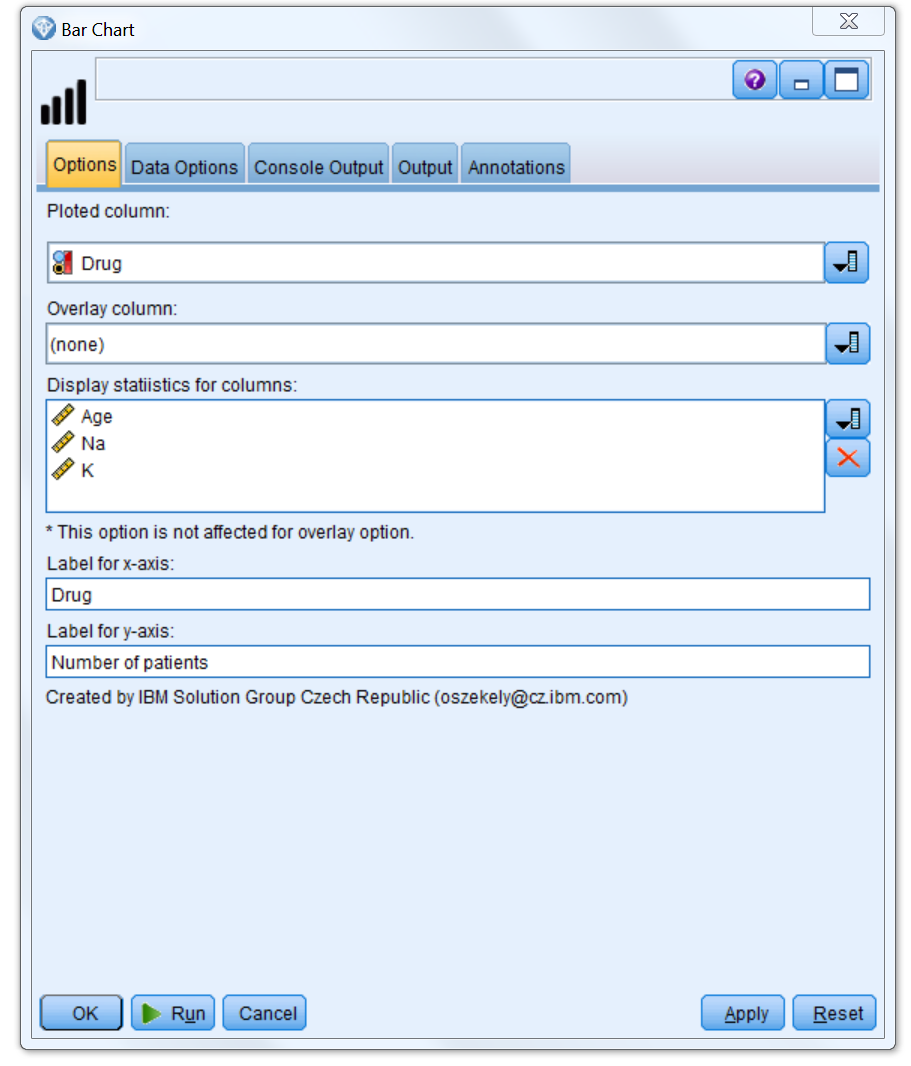 Bar Chart
Options Data Options Console Output Output Annotations
Ploted column:
Drug
Overlay column:
(none)
Display statiistics for columns:
Age
Na
K
* This option is not affected for overlay option.
Label for x-axis:
Drug
Label for y-axis:
Number of patients
Created by IBM Solution Group Czech Republic (oszekely@cz.ibm.com)
OK Run Cancel Apply Reset